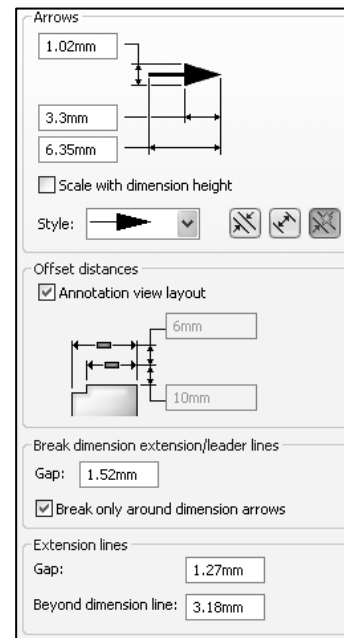 Arrows
1.02mm
3.3mm
6.35mm
Scale with dimension height
Style:
Offset distances
Annotation view layout
6mm
10mm
Break dimension extension/leader lines
Gap: 1.52mm
Break only around dimension arrows
Extension lines
Gap: 1.27mm
Beyond dimension line: 3.18mm